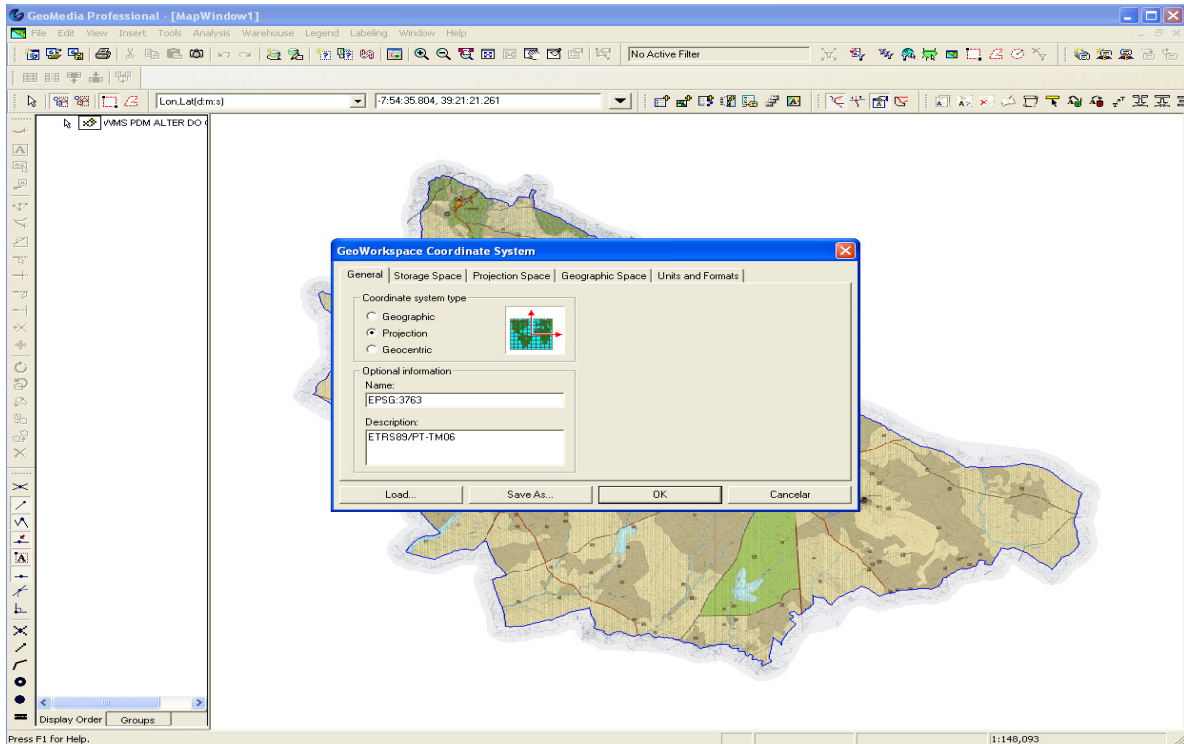 GeoMedia Professional - [MapWindow1]
File Edit View Insert Tools Analysis Warehouse Legend Labeling Window Help
No Active Filter
Lon,Lat(d:m:s) -7:54:35.804, 39:21:21.261
WMS PDM ALTER DO
GeoWorkspace Coordinate System
General Storage Space Projection Space Geographic Space Units and Formats
Coordinate system type
Geographic
Projection
Geocentric
Optional information
Name:
EPSG:3763
Description:
ETRS89/PT-TM06
Load... Save As... OK Cancelar
Display Order Groups
Press F1 for Help. 1:148,093